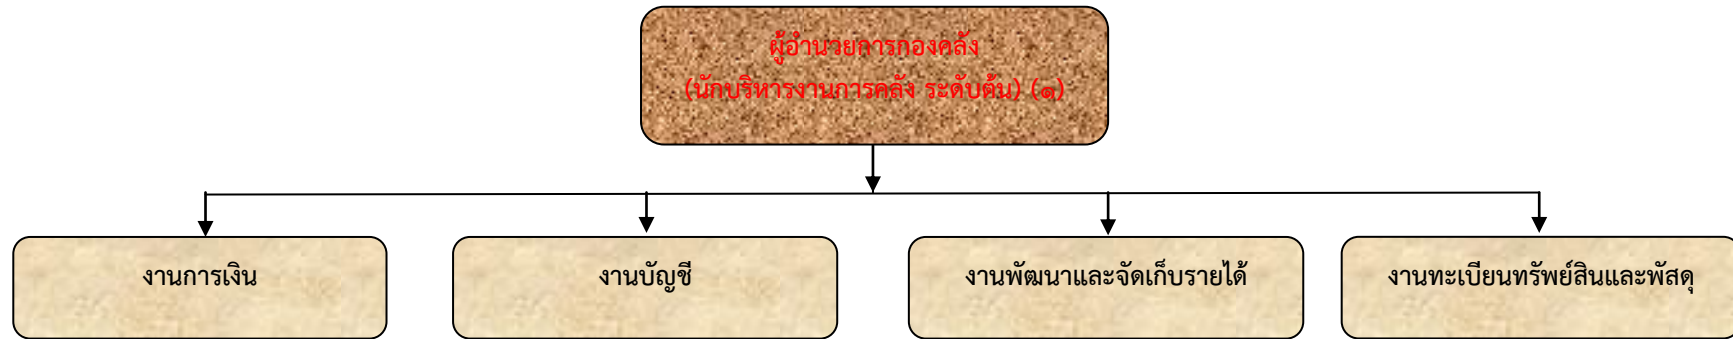 ผู้อำนวยการกองคลัง
(นักบริหารงานการคลัง ระดับต้น) (๑)
งานการเงิน
งานบัญชี
งานพัฒนาและจัดเก็บรายได้
งานทะเบียนทรัพย์สินและพัสดุ